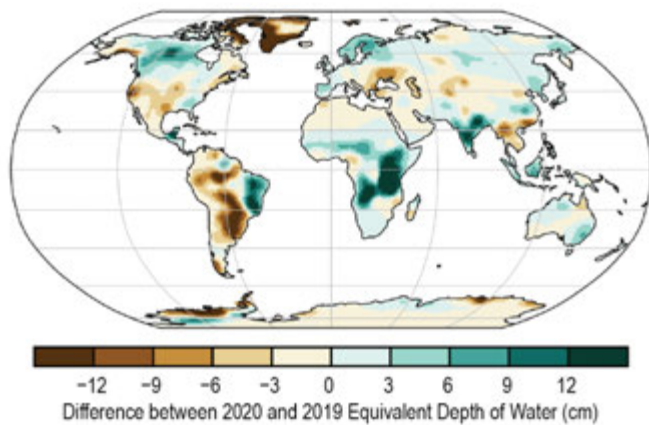 −12 −9 −6 −3 0 3 6 9 12
Difference between 2020 and 2019 Equivalent Depth of Water (cm)